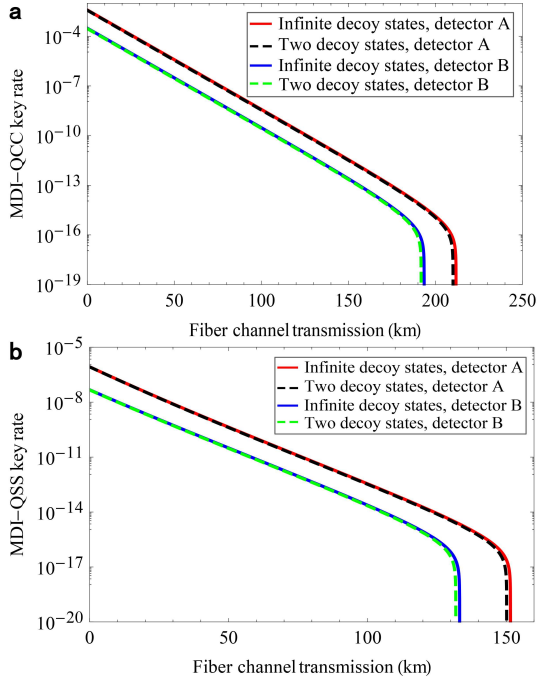 a
10⁻⁴
10⁻⁷
10⁻¹⁰
10⁻¹³
10⁻¹⁶
10⁻¹⁹
MDI–QCC key rate
Infinite decoy states, detector A
Two decoy states, detector A
Infinite decoy states, detector B
Two decoy states, detector B
0 50 100 150 200 250
Fiber channel transmission (km)
b
10⁻⁵
10⁻⁸
10⁻¹¹
10⁻¹⁴
10⁻¹⁷
10⁻²⁰
MDI–QSS key rate
Infinite decoy states, detector A
Two decoy states, detector A
Infinite decoy states, detector B
Two decoy states, detector B
0 50 100 150
Fiber channel transmission (km)